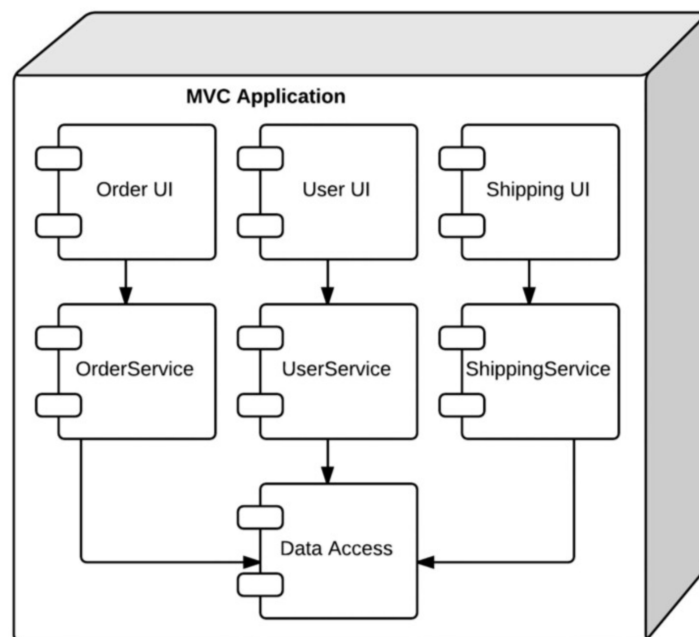 MVC Application
Order UI
User UI
Shipping UI
OrderService
UserService
ShippingService
Data Access